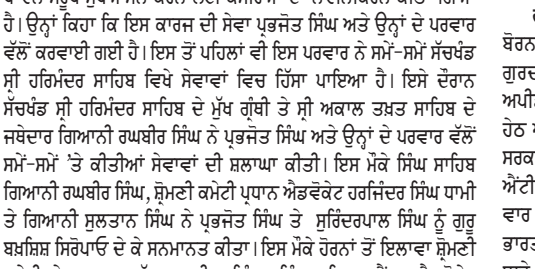 ਹੈ। ਉਨ੍ਹਾਂ ਕਿਹਾ ਕਿ ਇਸ ਕਾਰਜ ਦੀ ਸੇਵਾ ਪ੍ਰਭਜੋਤ ਸਿੰਘ ਅਤੇ ਉਨ੍ਹਾਂ ਦੇ ਪਰਵਾਰ
ਵੱਲੋਂ ਕਰਵਾਈ ਗਈ ਹੈ। ਇਸ ਤੋਂ ਪਹਿਲਾਂ ਵੀ ਇਸ ਪਰਵਾਰ ਨੇ ਸਮੇਂ-ਸਮੇਂ ਸੱਚਖੰਡ
ਸ੍ਰੀ ਹਰਿਮੰਦਰ ਸਾਹਿਬ ਵਿਖੇ ਸੇਵਾਵਾਂ ਵਿਚ ਹਿੱਸਾ ਪਾਇਆ ਹੈ। ਇਸੇ ਦੌਰਾਨ
ਸੱਚਖੰਡ ਸ੍ਰੀ ਹਰਿਮੰਦਰ ਸਾਹਿਬ ਦੇ ਮੁੱਖ ਗ੍ਰੰਥੀ ਤੇ ਸ੍ਰੀ ਅਕਾਲ ਤਖ਼ਤ ਸਾਹਿਬ ਦੇ
ਜਥੇਦਾਰ ਗਿਆਨੀ ਰਘਬੀਰ ਸਿੰਘ ਨੇ ਪ੍ਰਭਜੋਤ ਸਿੰਘ ਅਤੇ ਉਨ੍ਹਾਂ ਦੇ ਪਰਵਾਰ ਵੱਲੋਂ
ਸਮੇਂ-ਸਮੇਂ 'ਤੇ ਕੀਤੀਆਂ ਸੇਵਾਵਾਂ ਦੀ ਸ਼ਲਾਘਾ ਕੀਤੀ। ਇਸ ਮੌਕੇ ਸਿੰਘ ਸਾਹਿਬ
ਗਿਆਨੀ ਰਘਬੀਰ ਸਿੰਘ, ਸ਼੍ਰੋਮਣੀ ਕਮੇਟੀ ਪ੍ਰਧਾਨ ਐਡਵੋਕੇਟ ਹਰਜਿੰਦਰ ਸਿੰਘ ਧਾਮੀ
ਤੇ ਗਿਆਨੀ ਸੁਲਤਾਨ ਸਿੰਘ ਨੇ ਪ੍ਰਭਜੋਤ ਸਿੰਘ ਤੇ ਸੁਰਿੰਦਰਪਾਲ ਸਿੰਘ ਨੂੰ ਗੁਰੂ
ਬਖ਼ਸ਼ਿਸ਼ ਸਿਰੋਪਾਓ ਦੇ ਕੇ ਸਨਮਾਨਤ ਕੀਤਾ। ਇਸ ਮੌਕੇ ਹੋਰਨਾਂ ਤੋਂ ਇਲਾਵਾ ਸ਼੍ਰੋਮਣੀ
ਬੋਰਨ
ਗੁਰਦ
ਅਪੀ
ਹੇਠ
ਸਰਕ
ਐਂਟੀ
ਵਾਰ
ਭਾਰਤ